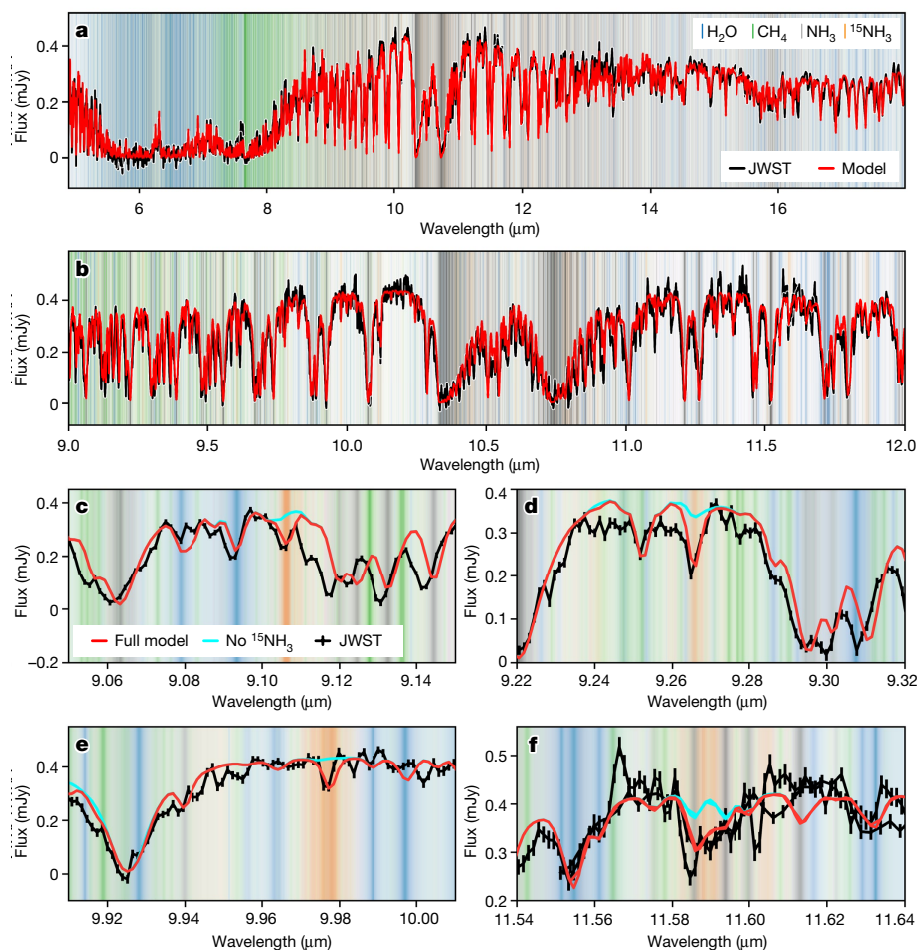 a
H₂O CH₄ NH₃ ¹⁵NH₃
0.4
0.2
0
Flux (mJy)
JWST Model
6 8 10 12 14 16
Wavelength (μm)
b
0.4
0.2
0
Flux (mJy)
9.0 9.5 10.0 10.5 11.0 11.5 12.0
Wavelength (μm)
c
0.4
0.2
0
–0.2
Flux (mJy)
Full model No ¹⁵NH₃ JWST
9.06 9.08 9.10 9.12 9.14
Wavelength (μm)
d
0.4
0.3
0.2
0.1
0
Flux (mJy)
9.22 9.24 9.26 9.28 9.30 9.32
Wavelength (μm)
e
0.4
0.2
0
Flux (mJy)
9.92 9.94 9.96 9.98 10.00
Wavelength (μm)
f
0.5
0.4
0.3
0.2
Flux (mJy)
11.54 11.56 11.58 11.60 11.62 11.64
Wavelength (μm)